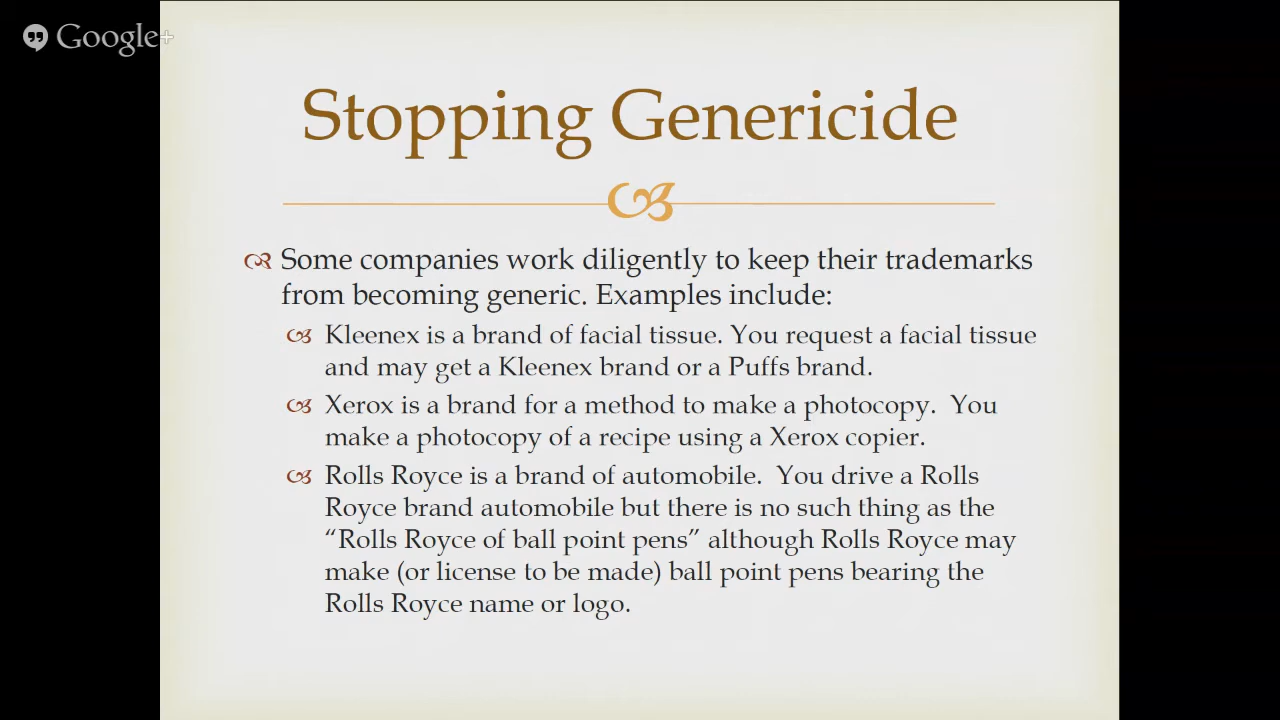 Google+
Stopping Genericide
Some companies work diligently to keep their trademarks
from becoming generic. Examples include:
Kleenex is a brand of facial tissue. You request a facial tissue
and may get a Kleenex brand or a Puffs brand.
Xerox is a brand for a method to make a photocopy.  You
make a photocopy of a recipe using a Xerox copier.
Rolls Royce is a brand of automobile.  You drive a Rolls
Royce brand automobile but there is no such thing as the
“Rolls Royce of ball point pens” although Rolls Royce may
make (or license to be made) ball point pens bearing the
Rolls Royce name or logo.